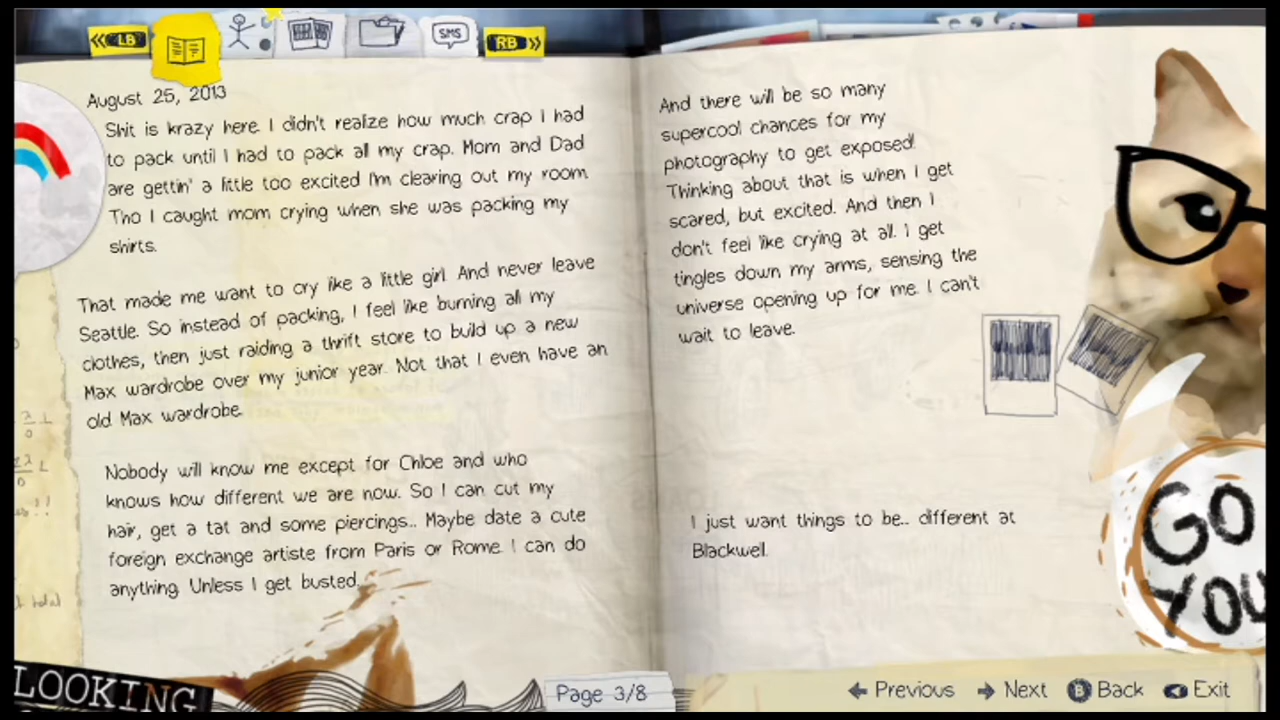 LB
SMS
RB
August 25, 2013
Shit is krazy here. I didn't realize how much crap I had
to pack until I had to pack all my crap. Mom and Dad
are gettin' a little too excited I'm clearing out my room.
Tho I caught mom crying when she was packing my
shirts.
That made me want to cry like a little girl. And never leave
Seattle. So instead of packing, I feel like burning all my
clothes, then just raiding a thrift store to build up a new
Max wardrobe over my junior year. Not that I even have an
old Max wardrobe.
Nobody will know me except for Chloe and who
knows how different we are now. So I can cut my
hair, get a tat and some piercings... Maybe date a cute
foreign exchange artiste from Paris or Rome. I can do
anything. Unless I get busted.
And there will be so many
supercool chances for my
photography to get exposed!
Thinking about that is when I get
scared, but excited. And then I
don't feel like crying at all. I get
tingles down my arms, sensing the
universe opening up for me. I can't
wait to leave.
I just want things to be... different at
Blackwell.
GO
YOU
LOOKING
Page 3/8
Previous
Next
B Back
Exit